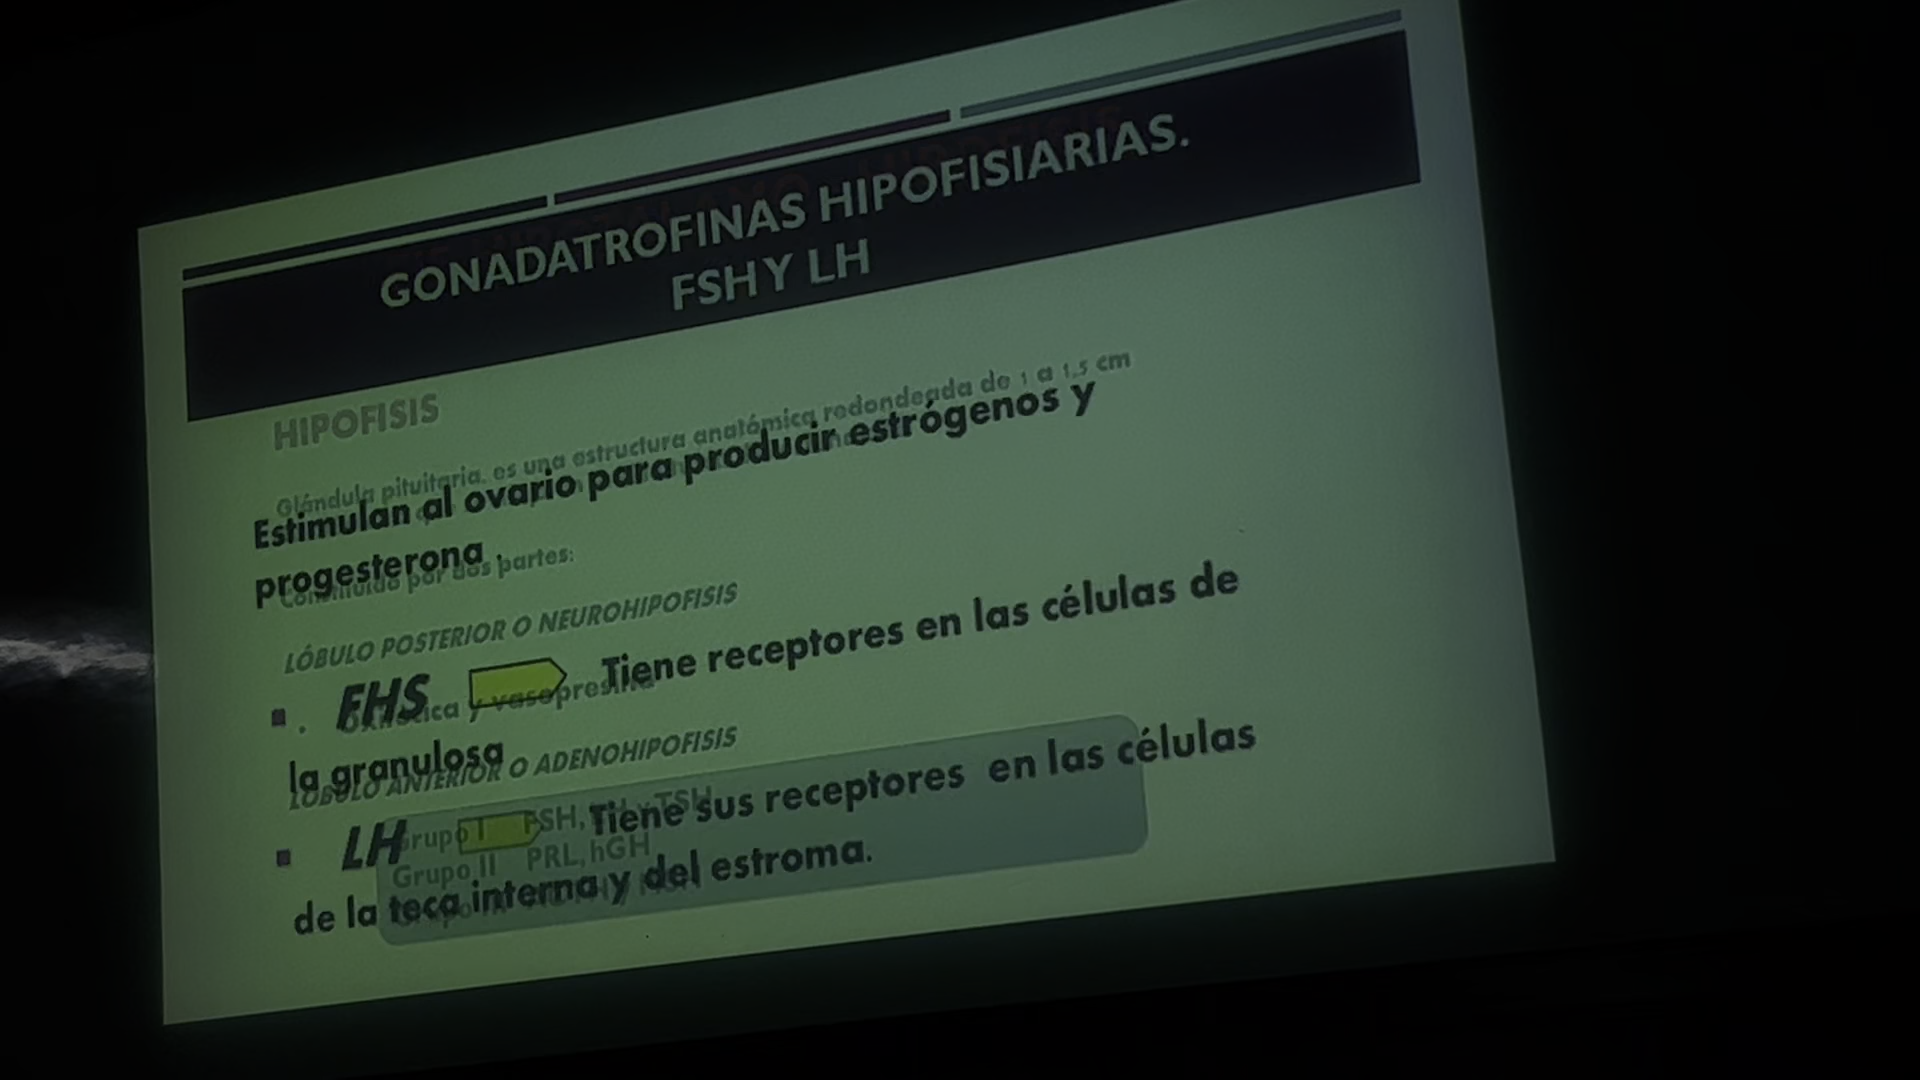 GONADATROFINAS HIPOFISIARIAS.
FSH Y LH
HIPOFISIS
Glándula pituitaria. es una estructura anatómica redondeada de 1 a 1,5 cm
Estimulan al ovario para producir estrógenos y
progesterona .
Constituido por dos partes:
LÓBULO POSTERIOR O NEUROHIPOFISIS
▪ . FHS Tiene receptores en las células de
y vasopresina
la granulosa
LÓBULO ANTERIOR O ADENOHIPOFISIS
Grupo I FSH, LH y TSH
▪ LH Tiene sus receptores en las células
Grupo II PRL, hGH
de la teca interna y del estroma.